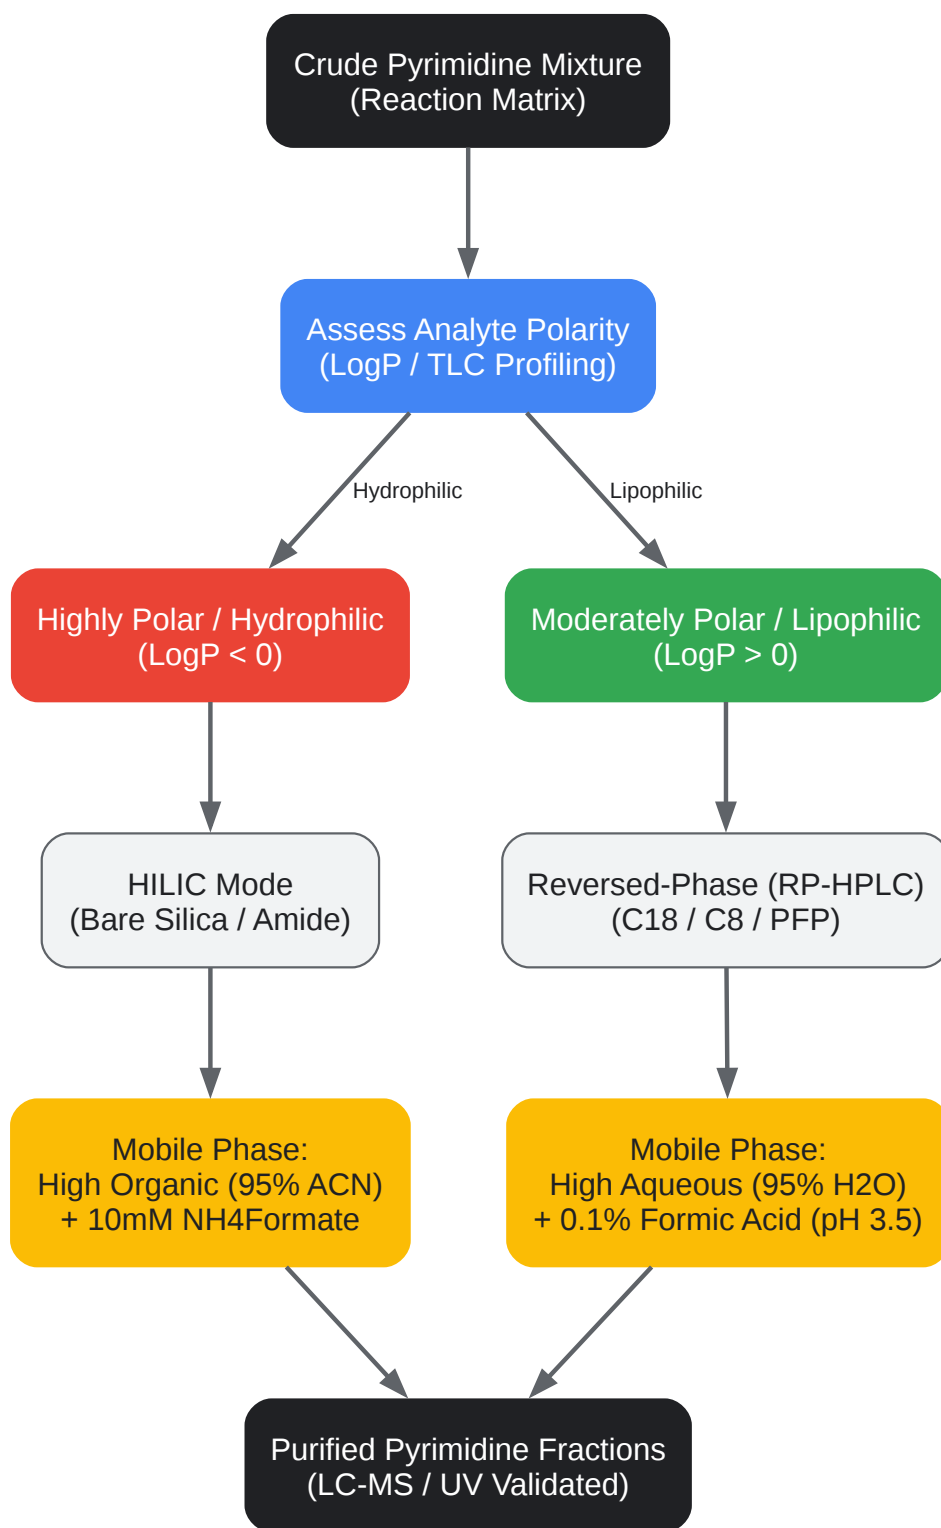 Crude Pyrimidine Mixture
(Reaction Matrix)
Assess Analyte Polarity
(LogP / TLC Profiling)
Hydrophilic
Lipophilic
Highly Polar / Hydrophilic
(LogP < 0)
Moderately Polar / Lipophilic
(LogP > 0)
HILIC Mode
(Bare Silica / Amide)
Reversed-Phase (RP-HPLC)
(C18 / C8 / PFP)
Mobile Phase:
High Organic (95% ACN)
+ 10mM NH4Formate
Mobile Phase:
High Aqueous (95% H2O)
+ 0.1% Formic Acid (pH 3.5)
Purified Pyrimidine Fractions
(LC-MS / UV Validated)